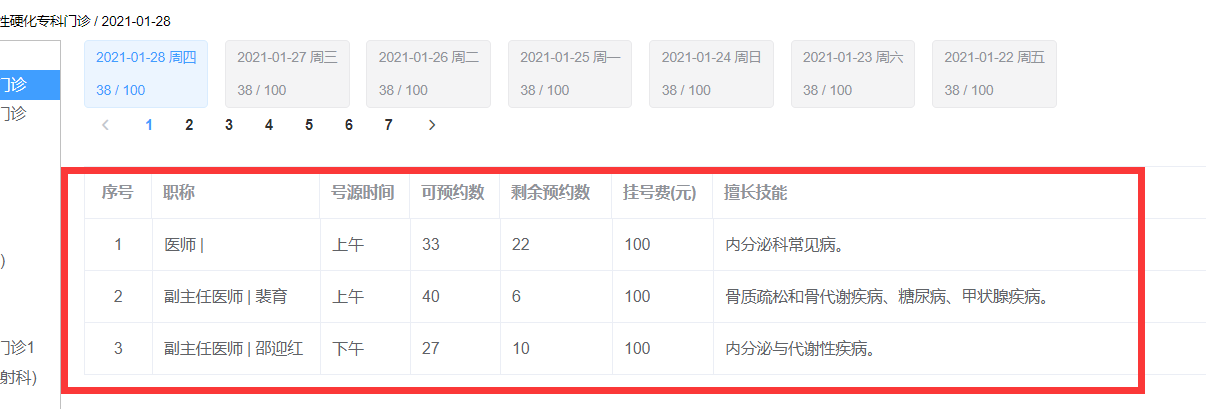 性硬化专科门诊 / 2021-01-28
2021-01-28 周四 2021-01-27 周三 2021-01-26 周二 2021-01-25 周一 2021-01-24 周日 2021-01-23 周六 2021-01-22 周五
38 / 100 38 / 100 38 / 100 38 / 100 38 / 100 38 / 100 38 / 100
门诊
门诊
1 2 3 4 5 6 7
序号 职称 号源时间 可预约数 剩余预约数 挂号费(元) 擅长技能
1 医师 | 上午 33 22 100 内分泌科常见病。
)
2 副主任医师 | 裴育 上午 40 6 100 骨质疏松和骨代谢疾病、糖尿病、甲状腺疾病。
3 副主任医师 | 邵迎红 下午 27 10 100 内分泌与代谢性疾病。
门诊1
射科)